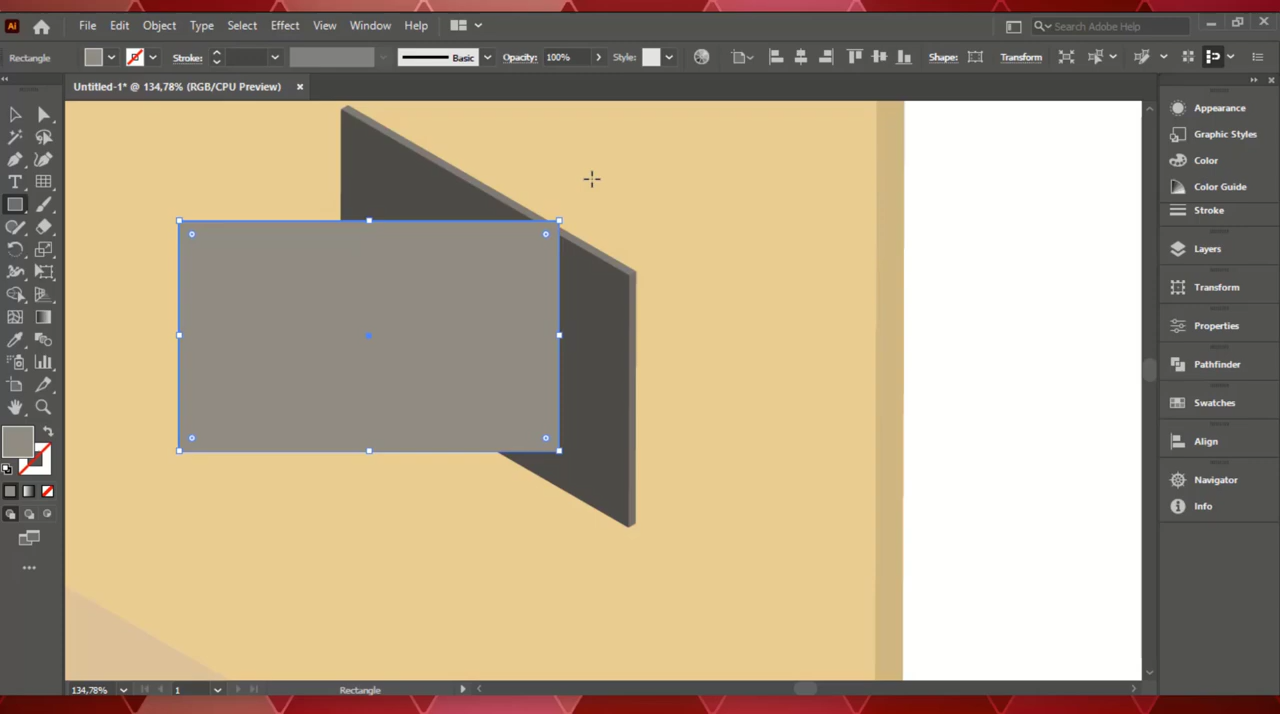 Ai File Edit Object Type Select Effect View Window Help Search Adobe Help
Rectangle Stroke: Basic Opacity: 100% Style: Shape: Transform
Untitled-1* @ 134,78% (RGB/CPU Preview) ×
Appearance
Graphic Styles
Color
Color Guide
Stroke
Layers
Transform
Properties
Pathfinder
Swatches
Align
Navigator
Info
134,78% 1 Rectangle